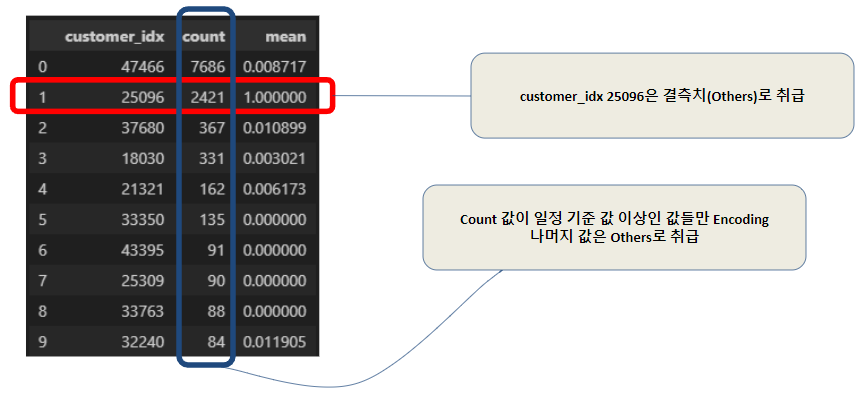 customer_idx count mean
0 47466 7686 0.008717
1 25096 2421 1.000000
2 37680 367 0.010899
3 18030 331 0.003021
4 21321 162 0.006173
5 33350 135 0.000000
6 43395 91 0.000000
7 25309 90 0.000000
8 33763 88 0.000000
9 32240 84 0.011905
customer_idx 25096은 결측치(Others)로 취급
Count 값이 일정 기준 값 이상인 값들만 Encoding
나머지 값은 Others로 취급